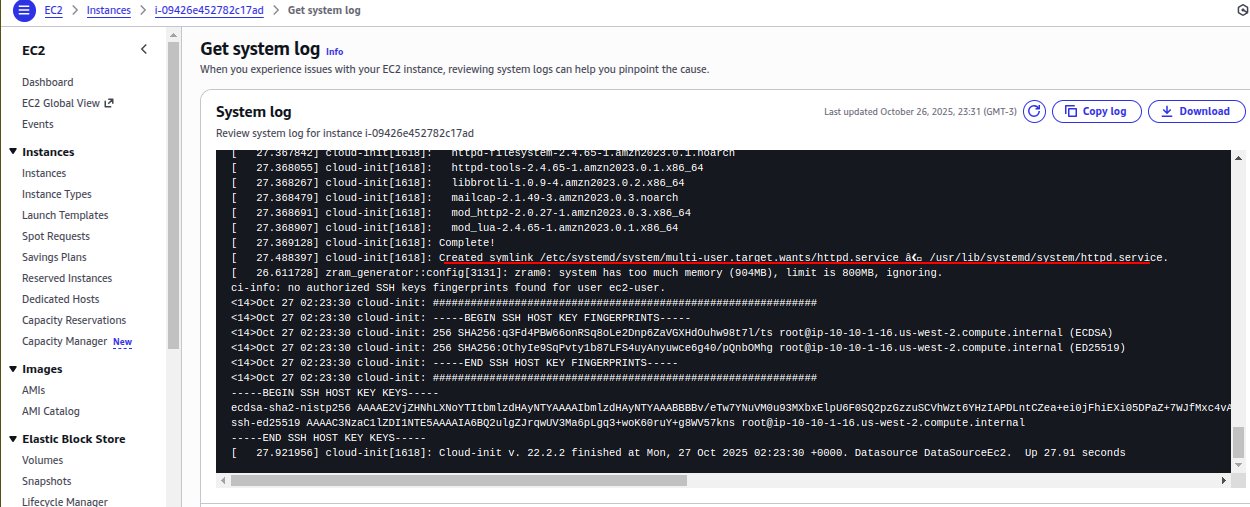 EC2 > Instances > i-09426e452782c17ad > Get system log
EC2
Dashboard
EC2 Global View
Events
Instances
Instances
Instance Types
Launch Templates
Spot Requests
Savings Plans
Reserved Instances
Dedicated Hosts
Capacity Reservations
Capacity Manager New
Images
AMIs
AMI Catalog
Elastic Block Store
Volumes
Snapshots
Lifecycle Manager
Get system log Info
When you experience issues with your EC2 instance, reviewing system logs can help you pinpoint the cause.
System log
Last updated October 26, 2025, 23:31 (GMT-3)
Copy log
Download
Review system log for instance i-09426e452782c17ad
[   27.367842] cloud-init[1618]:   httpd-filesystem-2.4.65-1.amzn2023.0.1.noarch
[   27.368055] cloud-init[1618]:   httpd-tools-2.4.65-1.amzn2023.0.1.x86_64
[   27.368267] cloud-init[1618]:   libbrotli-1.0.9-4.amzn2023.0.2.x86_64
[   27.368479] cloud-init[1618]:   mailcap-2.1.49-3.amzn2023.0.3.noarch
[   27.368691] cloud-init[1618]:   mod_http2-2.0.27-1.amzn2023.0.3.x86_64
[   27.368907] cloud-init[1618]:   mod_lua-2.4.65-1.amzn2023.0.1.x86_64
[   27.369128] cloud-init[1618]: Complete!
[   27.488397] cloud-init[1618]: Created symlink /etc/systemd/system/multi-user.target.wants/httpd.service /usr/lib/systemd/system/httpd.service.
[   26.611728] zram_generator::config[3131]: zram0: system has too much memory (904MB), limit is 800MB, ignoring.
ci-info: no authorized SSH keys fingerprints found for user ec2-user.
<14>Oct 27 02:23:30 cloud-init: #############################################################
<14>Oct 27 02:23:30 cloud-init: -----BEGIN SSH HOST KEY FINGERPRINTS-----
<14>Oct 27 02:23:30 cloud-init: 256 SHA256:q3Fd4PBW66onRSq8oLe2Dnp6ZaVGXHdOuhw98t7l/ts root@ip-10-10-1-16.us-west-2.compute.internal (ECDSA)
<14>Oct 27 02:23:30 cloud-init: 256 SHA256:OthyIe9SqPvty1b87LFS4uyAnyuwce6g40/pQnbOMhg root@ip-10-10-1-16.us-west-2.compute.internal (ED25519)
<14>Oct 27 02:23:30 cloud-init: -----END SSH HOST KEY FINGERPRINTS-----
<14>Oct 27 02:23:30 cloud-init: #############################################################
-----BEGIN SSH HOST KEY KEYS-----
ecdsa-sha2-nistp256 AAAAE2VjZHNhLXNoYTItbmlzdHAyNTYAAAAIbmlzdHAyNTYAAABBBBv/eTw7YNuVM0u93MXbxElpU6F0SQ2pzGzzuSCVhWzt6YHzIAPDLntCZea+ei0jFhiEXi05DPaZ+7WJfMxc4vA
ssh-ed25519 AAAAC3NzaC1lZDI1NTE5AAAAIA6BQ2ulgZJrqWUV3Ma6pLgq3+woK60ruY+g8WV57kns root@ip-10-10-1-16.us-west-2.compute.internal
-----END SSH HOST KEY KEYS-----
[   27.921956] cloud-init[1618]: Cloud-init v. 22.2.2 finished at Mon, 27 Oct 2025 02:23:30 +0000. Datasource DataSourceEc2.  Up 27.91 seconds